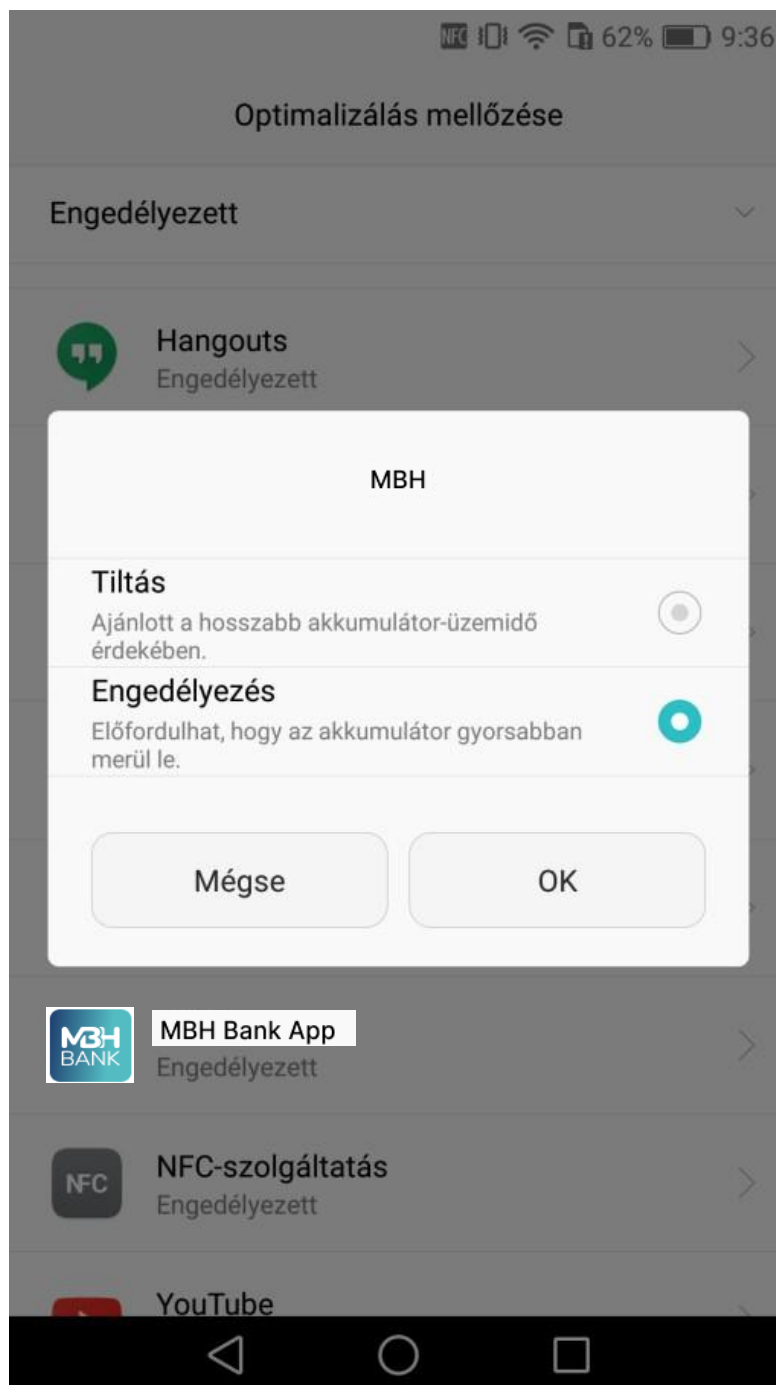 NFC 62% 9:36
Optimalizálás mellőzése
Engedélyezett
Hangouts
Engedélyezett
MBH
Tiltás
Ajánlott a hosszabb akkumulátor-üzemidő
érdekében.
Engedélyezés
Előfordulhat, hogy az akkumulátor gyorsabban
merül le.
Mégse OK
MBH
BANK
MBH Bank App
Engedélyezett
NFC
NFC-szolgáltatás
Engedélyezett
YouTube